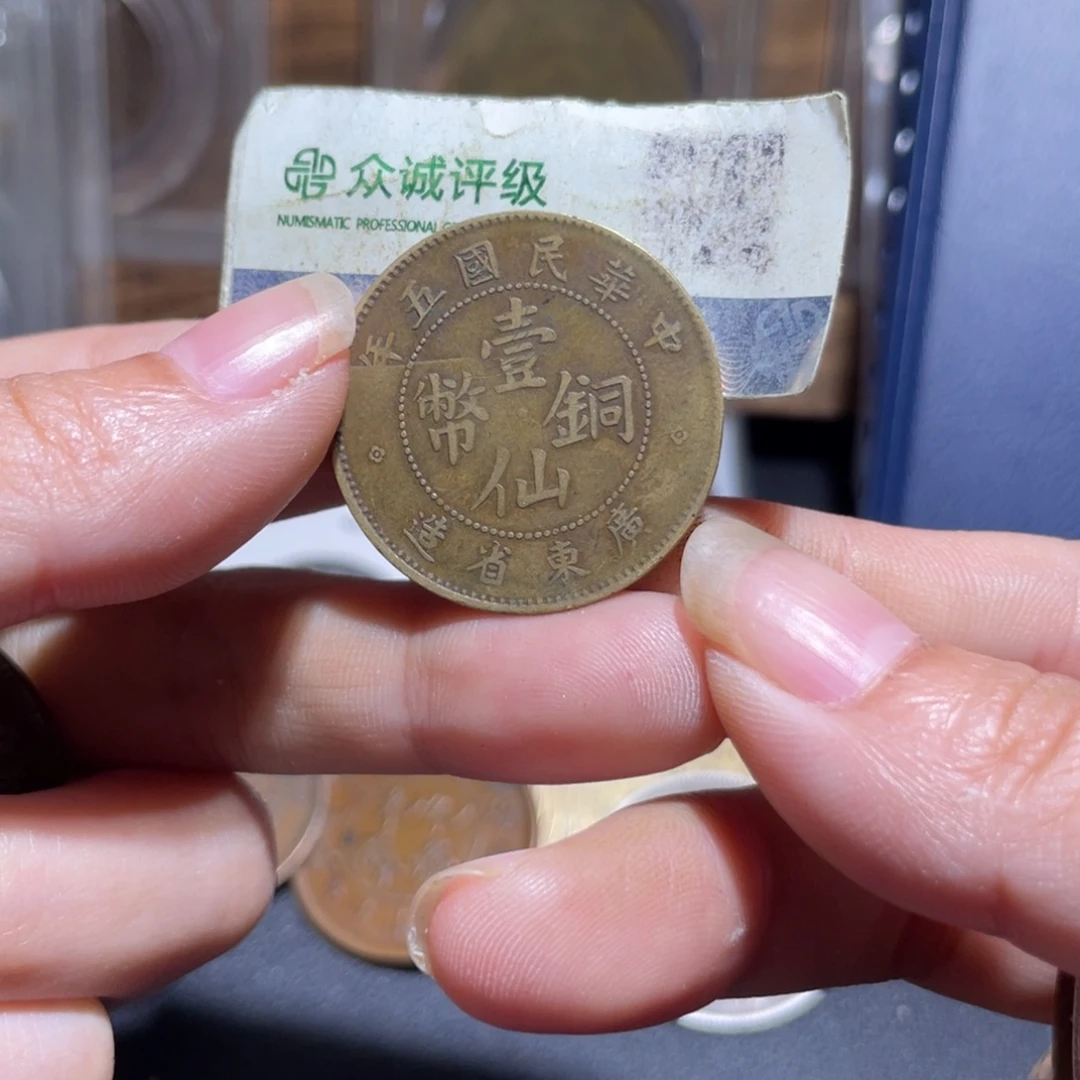 众诚评级
NUMISMATIC PROFESSIONAL
中華民國五年
壹仙
銅幣
廣東省造